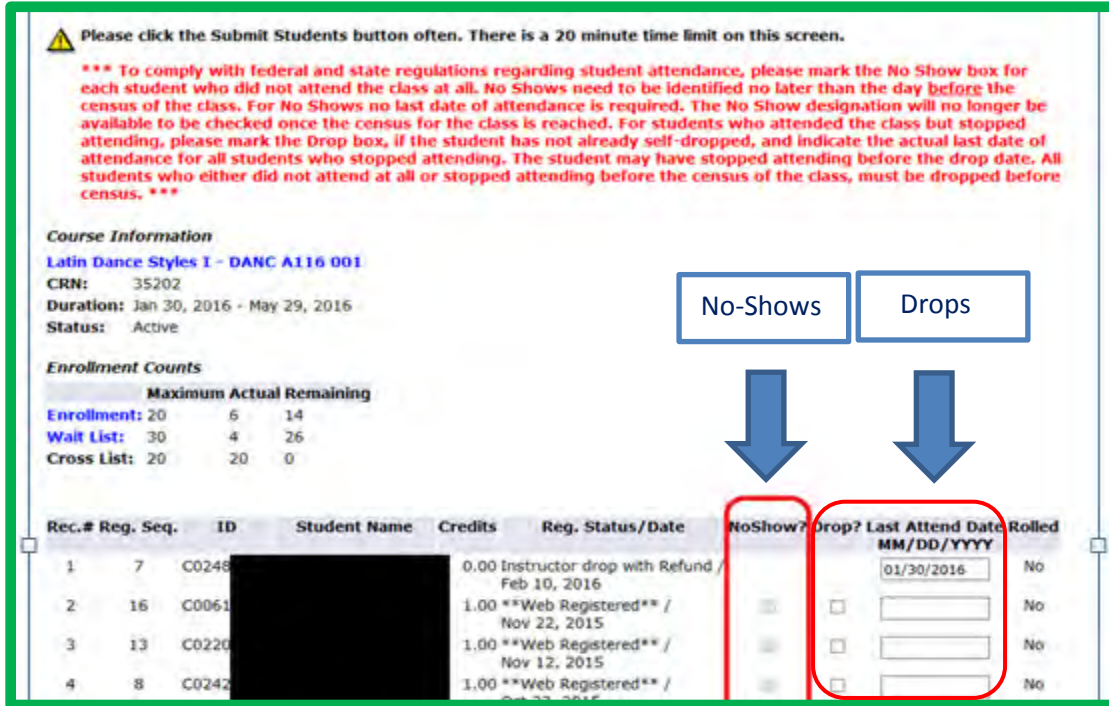 Please click the Submit Students button often. There is a 20 minute time limit on this screen.
*** To comply with federal and state regulations regarding student attendance, please mark the No Show box for
each student who did not attend the class at all. No Shows need to be identified no later than the day before the
census of the class. For No Shows no last date of attendance is required. The No Show designation will no longer be
available to be checked once the census for the class is reached. For students who attended the class but stopped
attending, please mark the Drop box, if the student has not already self-dropped, and indicate the actual last date of
attendance for all students who stopped attending. The student may have stopped attending before the drop date. All
students who either did not attend at all or stopped attending before the census of the class, must be dropped before
census. ***
Course Information
Latin Dance Styles I - DANC A116 001
CRN: 35202
Duration: Jan 30, 2016 - May 29, 2016
Status: Active
No-Shows Drops
Enrollment Counts
Maximum Actual Remaining
Enrollment: 20 6 14
Wait List: 30 4 26
Cross List: 20 20 0
Rec.# Reg. Seq. ID Student Name Credits Reg. Status/Date NoShow? Drop? Last Attend Date Rolled
MM/DD/YYYY
1 7 C0248 0.00 Instructor drop with Refund / 01/30/2016 No
Feb 10, 2016
2 16 C0061 1.00 **Web Registered** / No
Nov 22, 2015
3 13 C0220 1.00 **Web Registered** / No
Nov 12, 2015
4 8 C0242 1.00 **Web Registered** / No